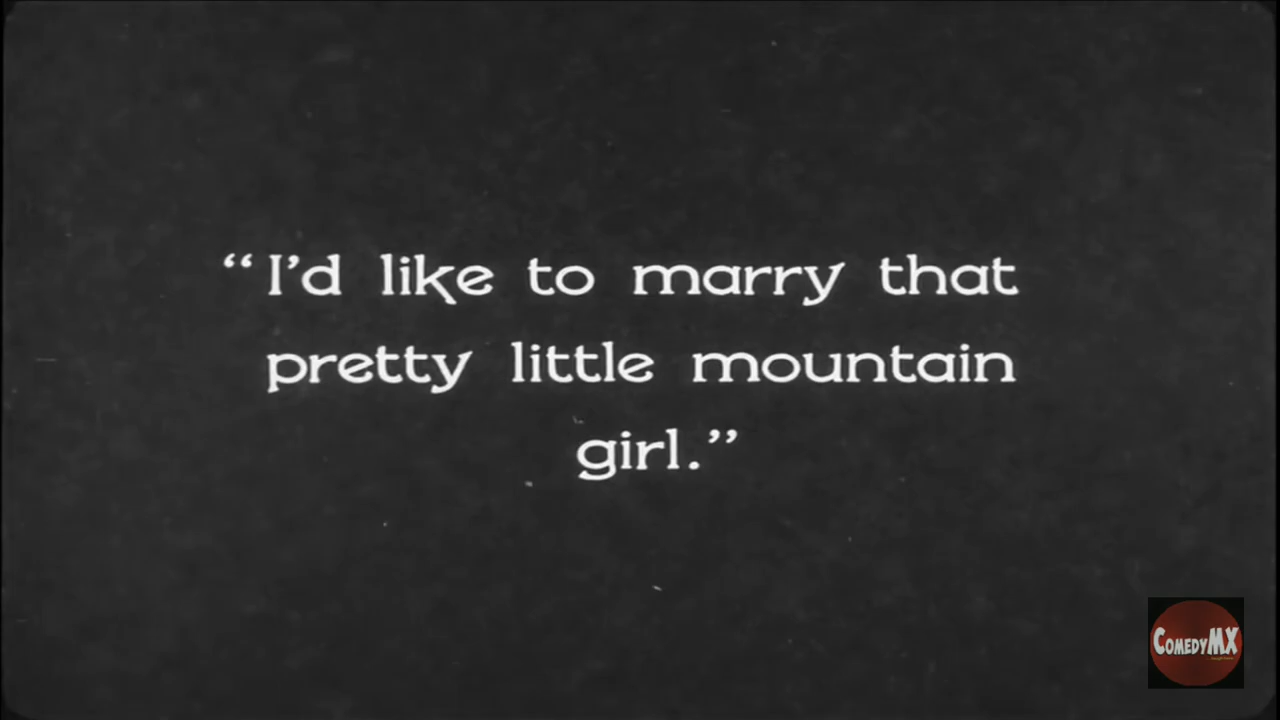 “I’d like to marry that
pretty little mountain
girl.”
COMEDYMX